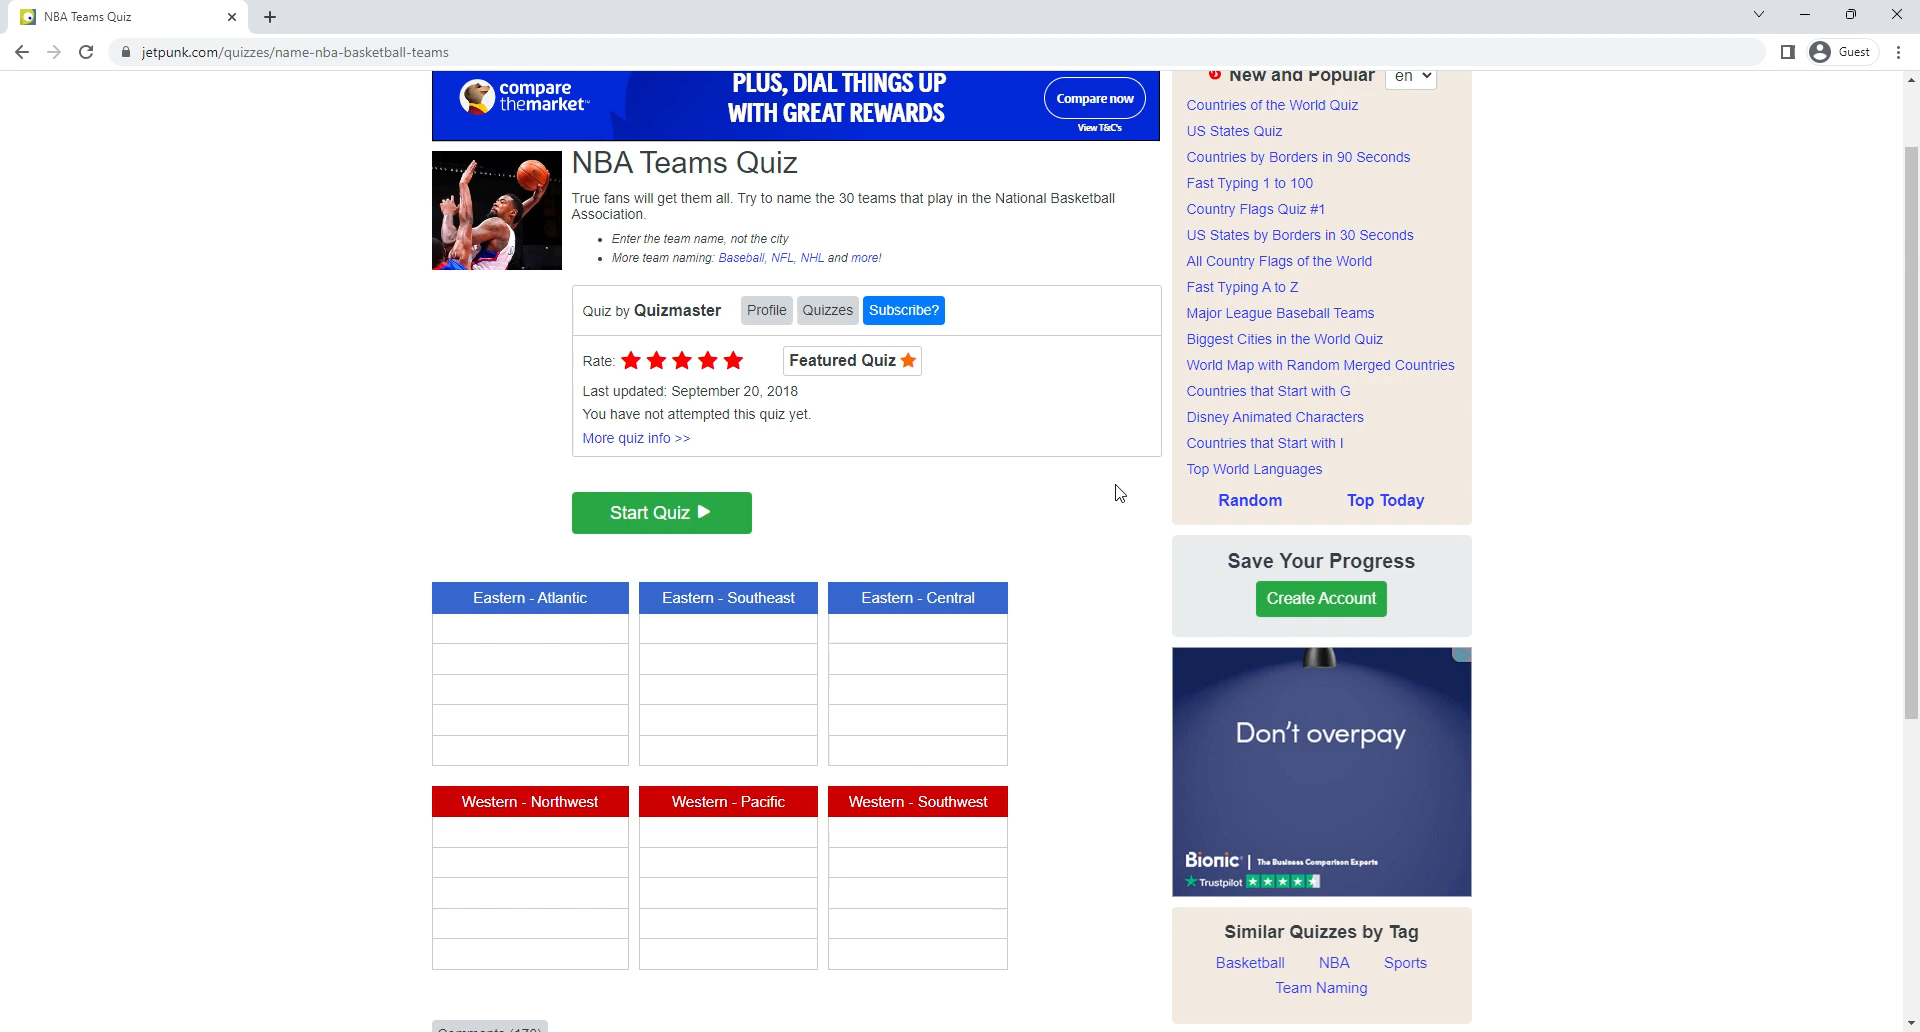 NBA Teams Quiz
jetpunk.com/quizzes/name-nba-basketball-teams
Guest
compare
themarket
PLUS, DIAL THINGS UP
WITH GREAT REWARDS
Compare now
View T&C's
NBA Teams Quiz
True fans will get them all. Try to name the 30 teams that play in the National Basketball
Association.
Enter the team name, not the city
More team naming: Baseball, NFL, NHL and more!
Quiz by Quizmaster Profile Quizzes Subscribe?
Rate: Featured Quiz
Last updated: September 20, 2018
You have not attempted this quiz yet.
More quiz info >>
Start Quiz
Eastern - Atlantic Eastern - Southeast Eastern - Central
Western - Northwest Western - Pacific Western - Southwest
New and Popular en
Countries of the World Quiz
US States Quiz
Countries by Borders in 90 Seconds
Fast Typing 1 to 100
Country Flags Quiz #1
US States by Borders in 30 Seconds
All Country Flags of the World
Fast Typing A to Z
Major League Baseball Teams
Biggest Cities in the World Quiz
World Map with Random Merged Countries
Countries that Start with G
Disney Animated Characters
Countries that Start with I
Top World Languages
Random Top Today
Save Your Progress
Create Account
Don't overpay
Bionic The Business Comparison Experts
Trustpilot
Similar Quizzes by Tag
Basketball NBA Sports
Team Naming